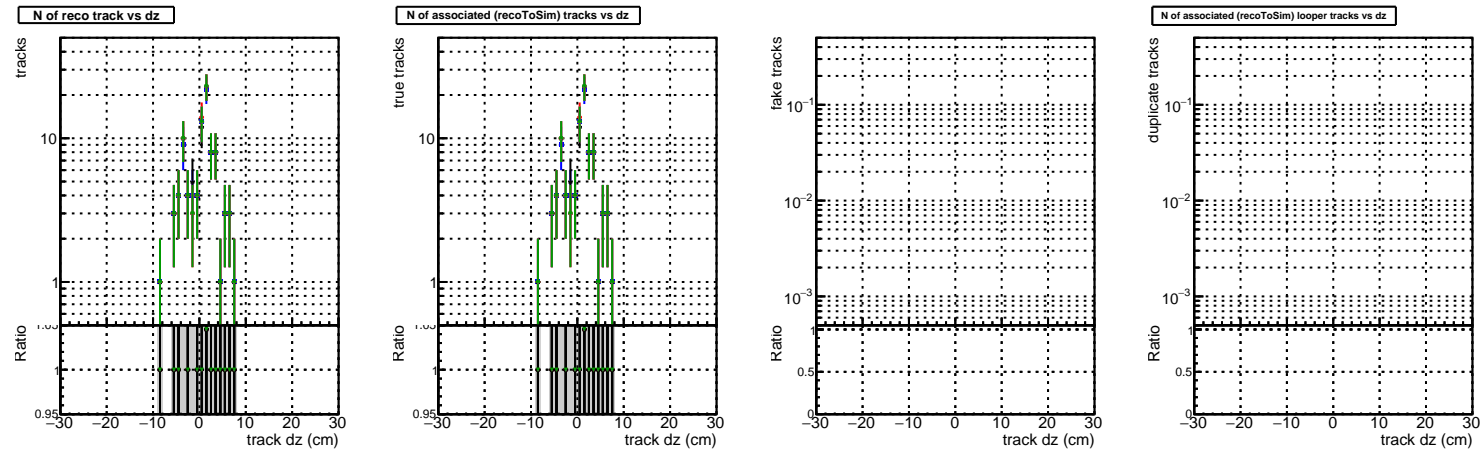 N of reco track vs dz
tracks
10
1
Ratio
1
0.95
−30 −20 −10 0 10 20 30
track dz (cm)
N of associated (recoToSim) tracks vs dz
true tracks
10
1
Ratio
1
0.95
−30 −20 −10 0 10 20 30
track dz (cm)
fake tracks
10−1
10−2
10−3
Ratio
1
0.5
0
−30 −20 −10 0 10 20 30
track dz (cm)
N of associated (recoToSim) looper tracks vs dz
duplicate tracks
10−1
10−2
10−3
Ratio
1
0.5
0
−30 −20 −10 0 10 20 30
track dz (cm)